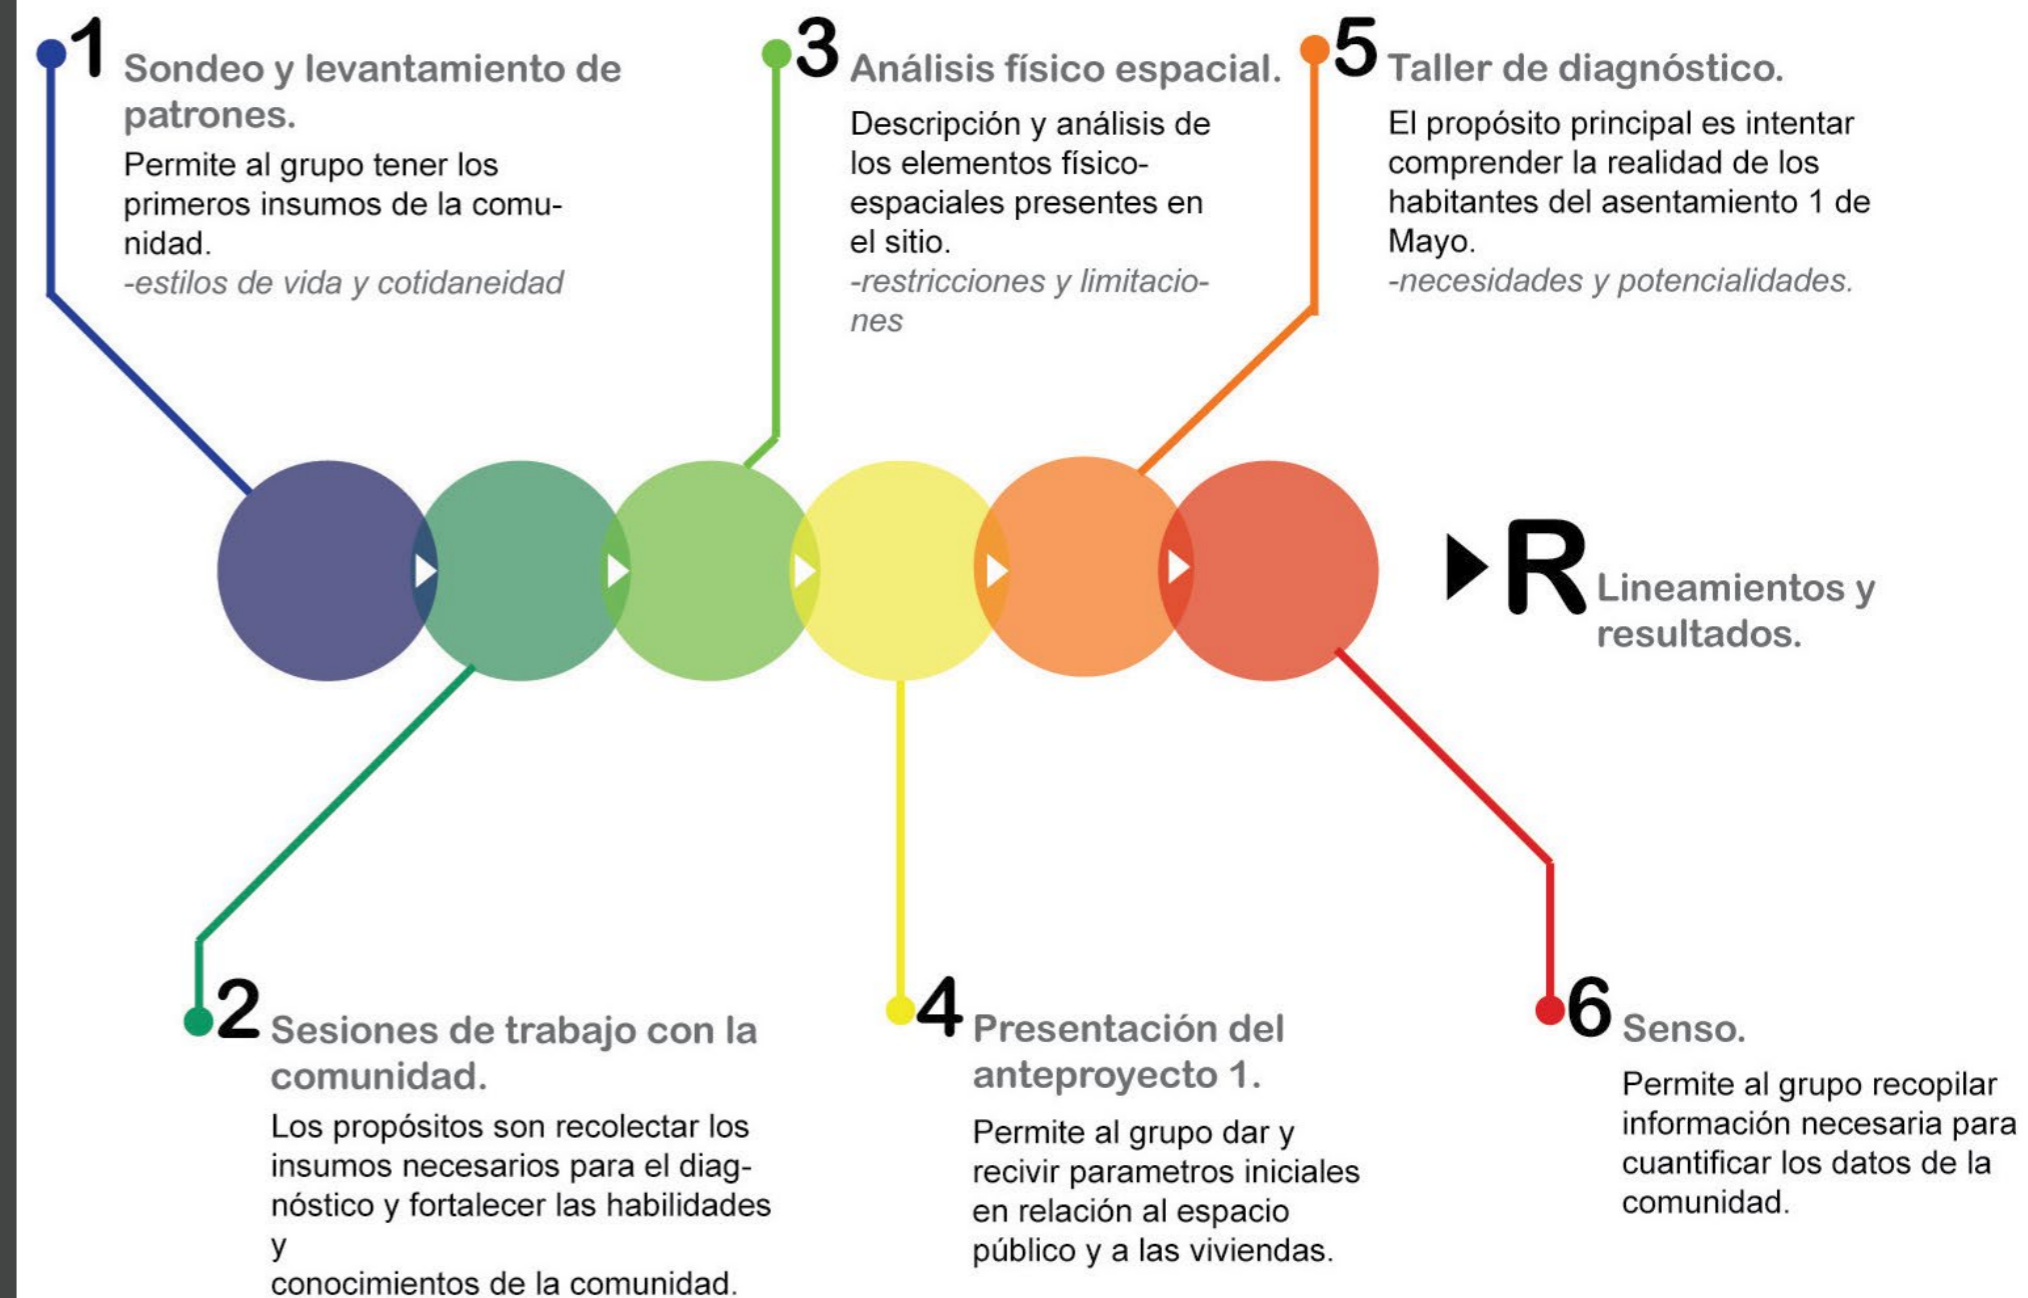 1
Sondeo y levantamiento de
patrones.
Permite al grupo tener los
primeros insumos de la comu-
nidad.
-estilos de vida y cotidaneidad
3
Análisis físico espacial.
Descripción y análisis de
los elementos físico-
espaciales presentes en
el sitio.
-restricciones y limitacio-
nes
5
Taller de diagnóstico.
El propósito principal es intentar
comprender la realidad de los
habitantes del asentamiento 1 de
Mayo.
-necesidades y potencialidades.
R
Lineamientos y
resultados.
2
Sesiones de trabajo con la
comunidad.
Los propósitos son recolectar los
insumos necesarios para el diag-
nóstico y fortalecer las habilidades
y
conocimientos de la comunidad.
4
Presentación del
anteproyecto 1.
Permite al grupo dar y
recivir parametros iniciales
en relación al espacio
público y a las viviendas.
6
Senso.
Permite al grupo recopilar
información necesaria para
cuantificar los datos de la
comunidad.